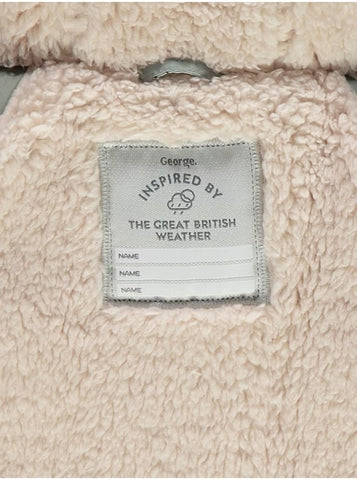 George.
INSPIRED BY
THE GREAT BRITISH
WEATHER
NAME
NAME
NAME